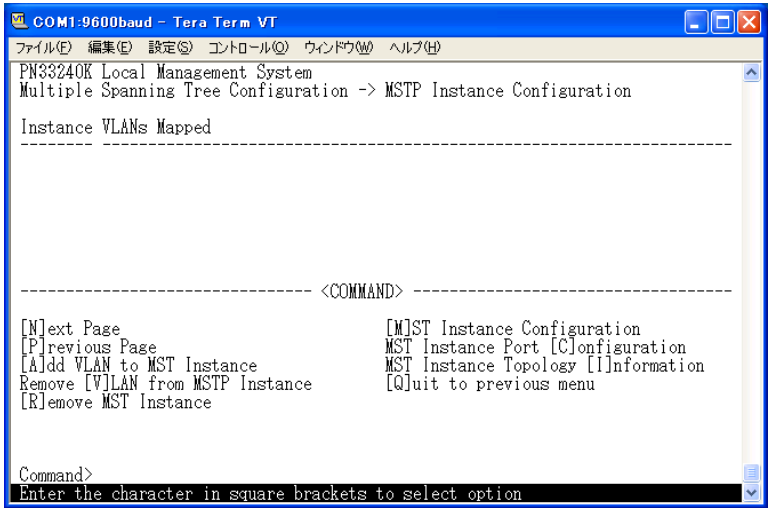 COM1:9600baud - Tera Term VT
ファイル(F) 編集(E) 設定(S) コントロール(O) ウィンドウ(W) ヘルプ(H)
PN33240K Local Management System
Multiple Spanning Tree Configuration -> MSTP Instance Configuration
Instance VLANs Mapped
-------- ----------------------------------------------------------------------
-------------------------------- <COMMAND> -----------------------------------
[N]ext Page [M]ST Instance Configuration
[P]revious Page MST Instance Port [C]onfiguration
[A]dd VLAN to MST Instance MST Instance Topology [I]nformation
Remove [V]LAN from MSTP Instance [Q]uit to previous menu
[R]emove MST Instance
Command>
Enter the character in square brackets to select option